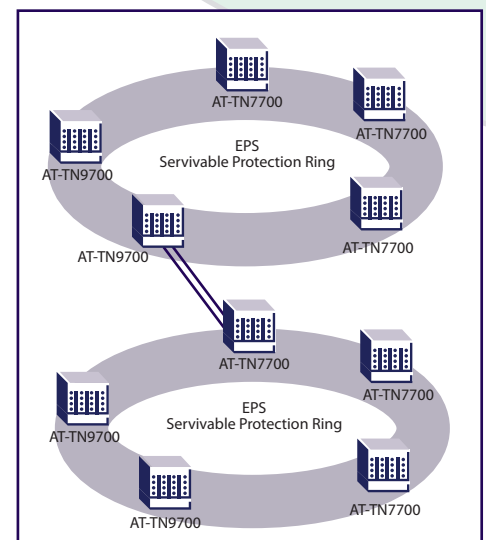 AT-TN7700
AT-TN7700
EPS
Servivable Protection Ring
AT-TN9700
AT-TN7700
AT-TN9700
AT-TN7700
AT-TN7700
EPS
Servivable Protection Ring
AT-TN9700
AT-TN7700
AT-TN9700